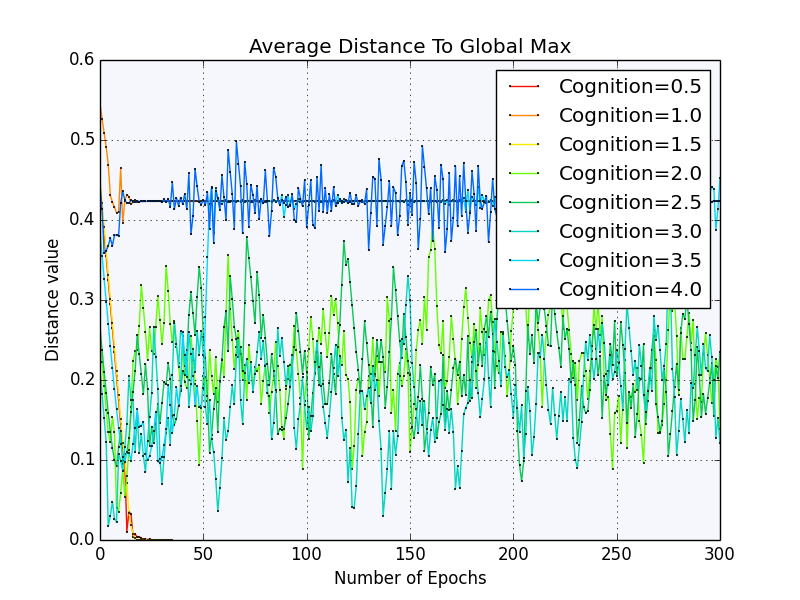 Average Distance To Global Max
0.6
0.5
0.4
0.3
0.2
0.1
0.0
Distance value
Cognition=0.5
Cognition=1.0
Cognition=1.5
Cognition=2.0
Cognition=2.5
Cognition=3.0
Cognition=3.5
Cognition=4.0
0 50 100 150 200 250 300
Number of Epochs